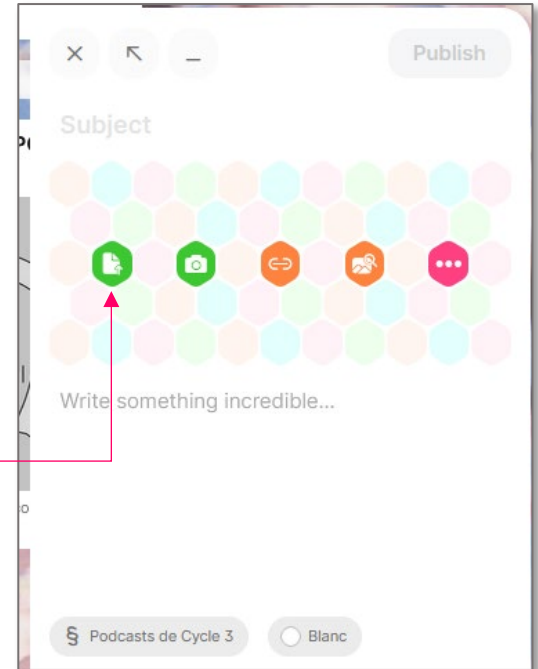 Publish
Subject
Write something incredible...
§ Podcasts de Cycle 3
Blanc